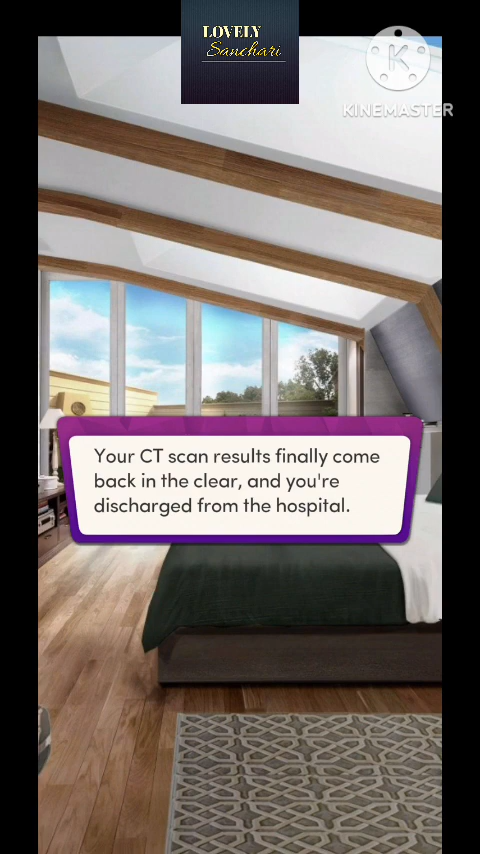 LOVELY
Sanchari
KINEMASTER
Your CT scan results finally come
back in the clear, and you're
discharged from the hospital.